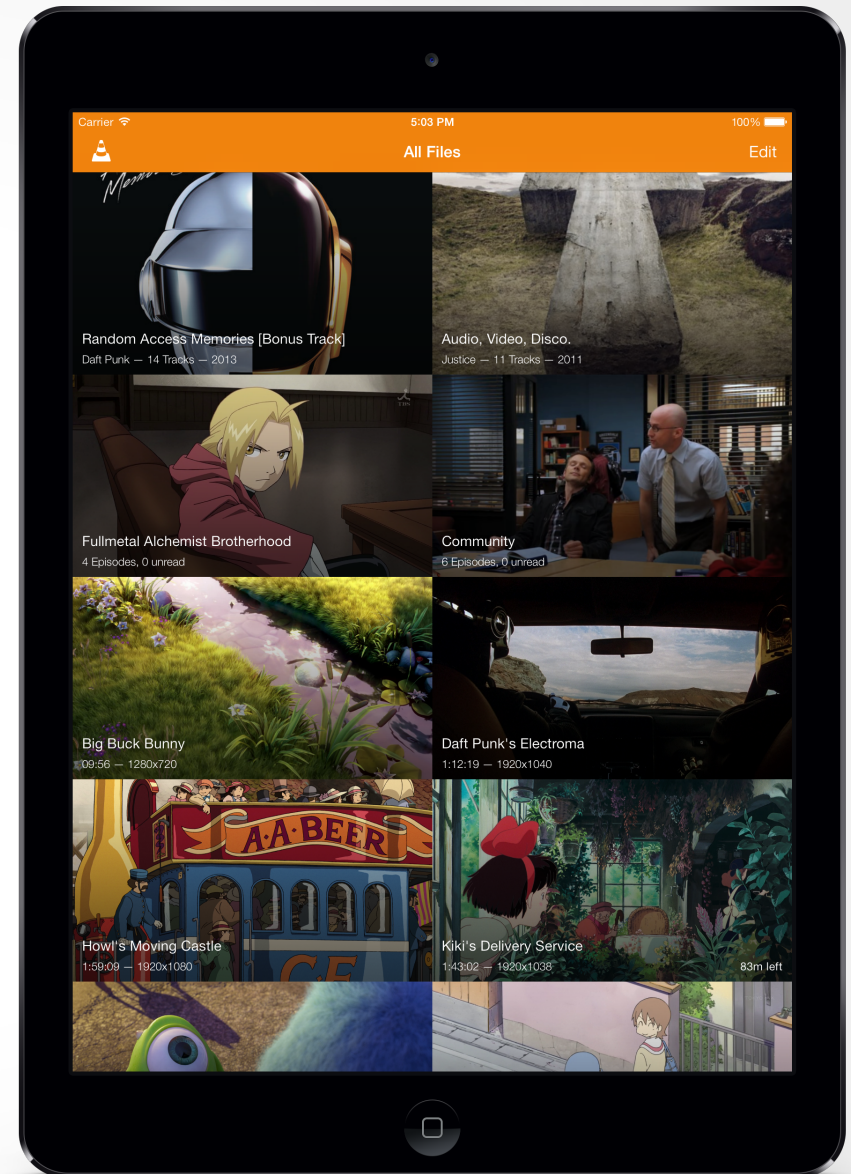 Carrier
5:03 PM
100%
All Files
Edit
Random Access Memories [Bonus Track]
Daft Punk — 14 Tracks — 2013
Audio, Video, Disco.
Justice — 11 Tracks — 2011
Fullmetal Alchemist Brotherhood
4 Episodes, 0 unread
Community
6 Episodes, 0 unread
Big Buck Bunny
09:56 — 1280x720
Daft Punk's Electroma
1:12:19 — 1920x1040
A·A·BEER
C.F
Howl's Moving Castle
1:59:09 — 1920x1080
Kiki's Delivery Service
1:43:02 — 1920x1038
83m left